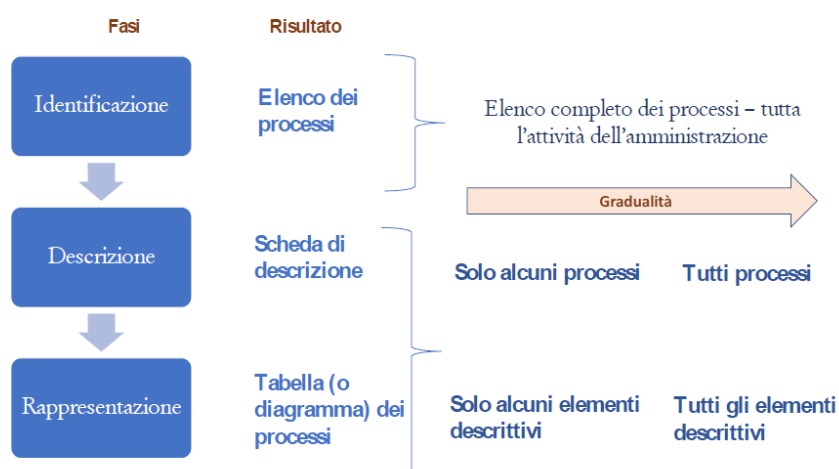 Fasi
Risultato
Identificazione
Elenco dei
processi
Elenco completo dei processi – tutta
l'attività dell'amministrazione
Gradualità
Descrizione
Scheda di
descrizione
Solo alcuni processi
Tutti processi
Rappresentazione
Tabella (o
diagramma) dei
processi
Solo alcuni elementi
descrittivi
Tutti gli elementi
descrittivi